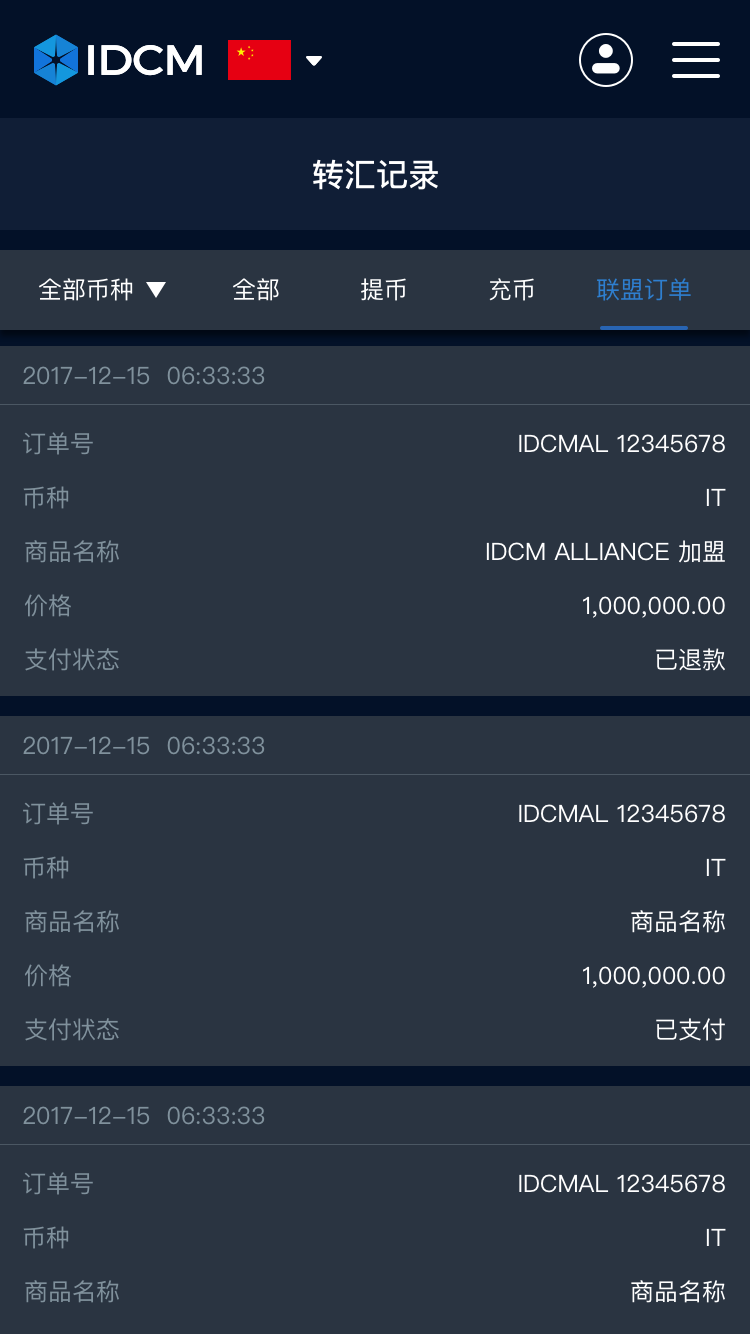 IDCM
转汇记录
全部币种 全部 提币 充币 联盟订单
2017-12-15 06:33:33
订单号 IDCMAL 12345678
币种 IT
商品名称 IDCM ALLIANCE 加盟
价格 1,000,000.00
支付状态 已退款
2017-12-15 06:33:33
订单号 IDCMAL 12345678
币种 IT
商品名称 商品名称
价格 1,000,000.00
支付状态 已支付
2017-12-15 06:33:33
订单号 IDCMAL 12345678
币种 IT
商品名称 商品名称